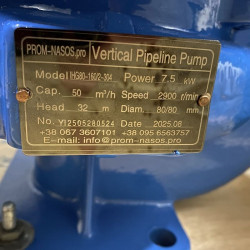 PROM-NASOS.pro Vertical Pipeline Pump
Model IHG80-160/2-304 Power 7.5 kW
Cap. 50 m³/h Speed 2900 r/min
Head 32 m Diam. 80/80
No. YI2505280524 Date 2025.08
+38 067 3607101 +38 095 6563757
E-mail: info@prom-nasos.pro